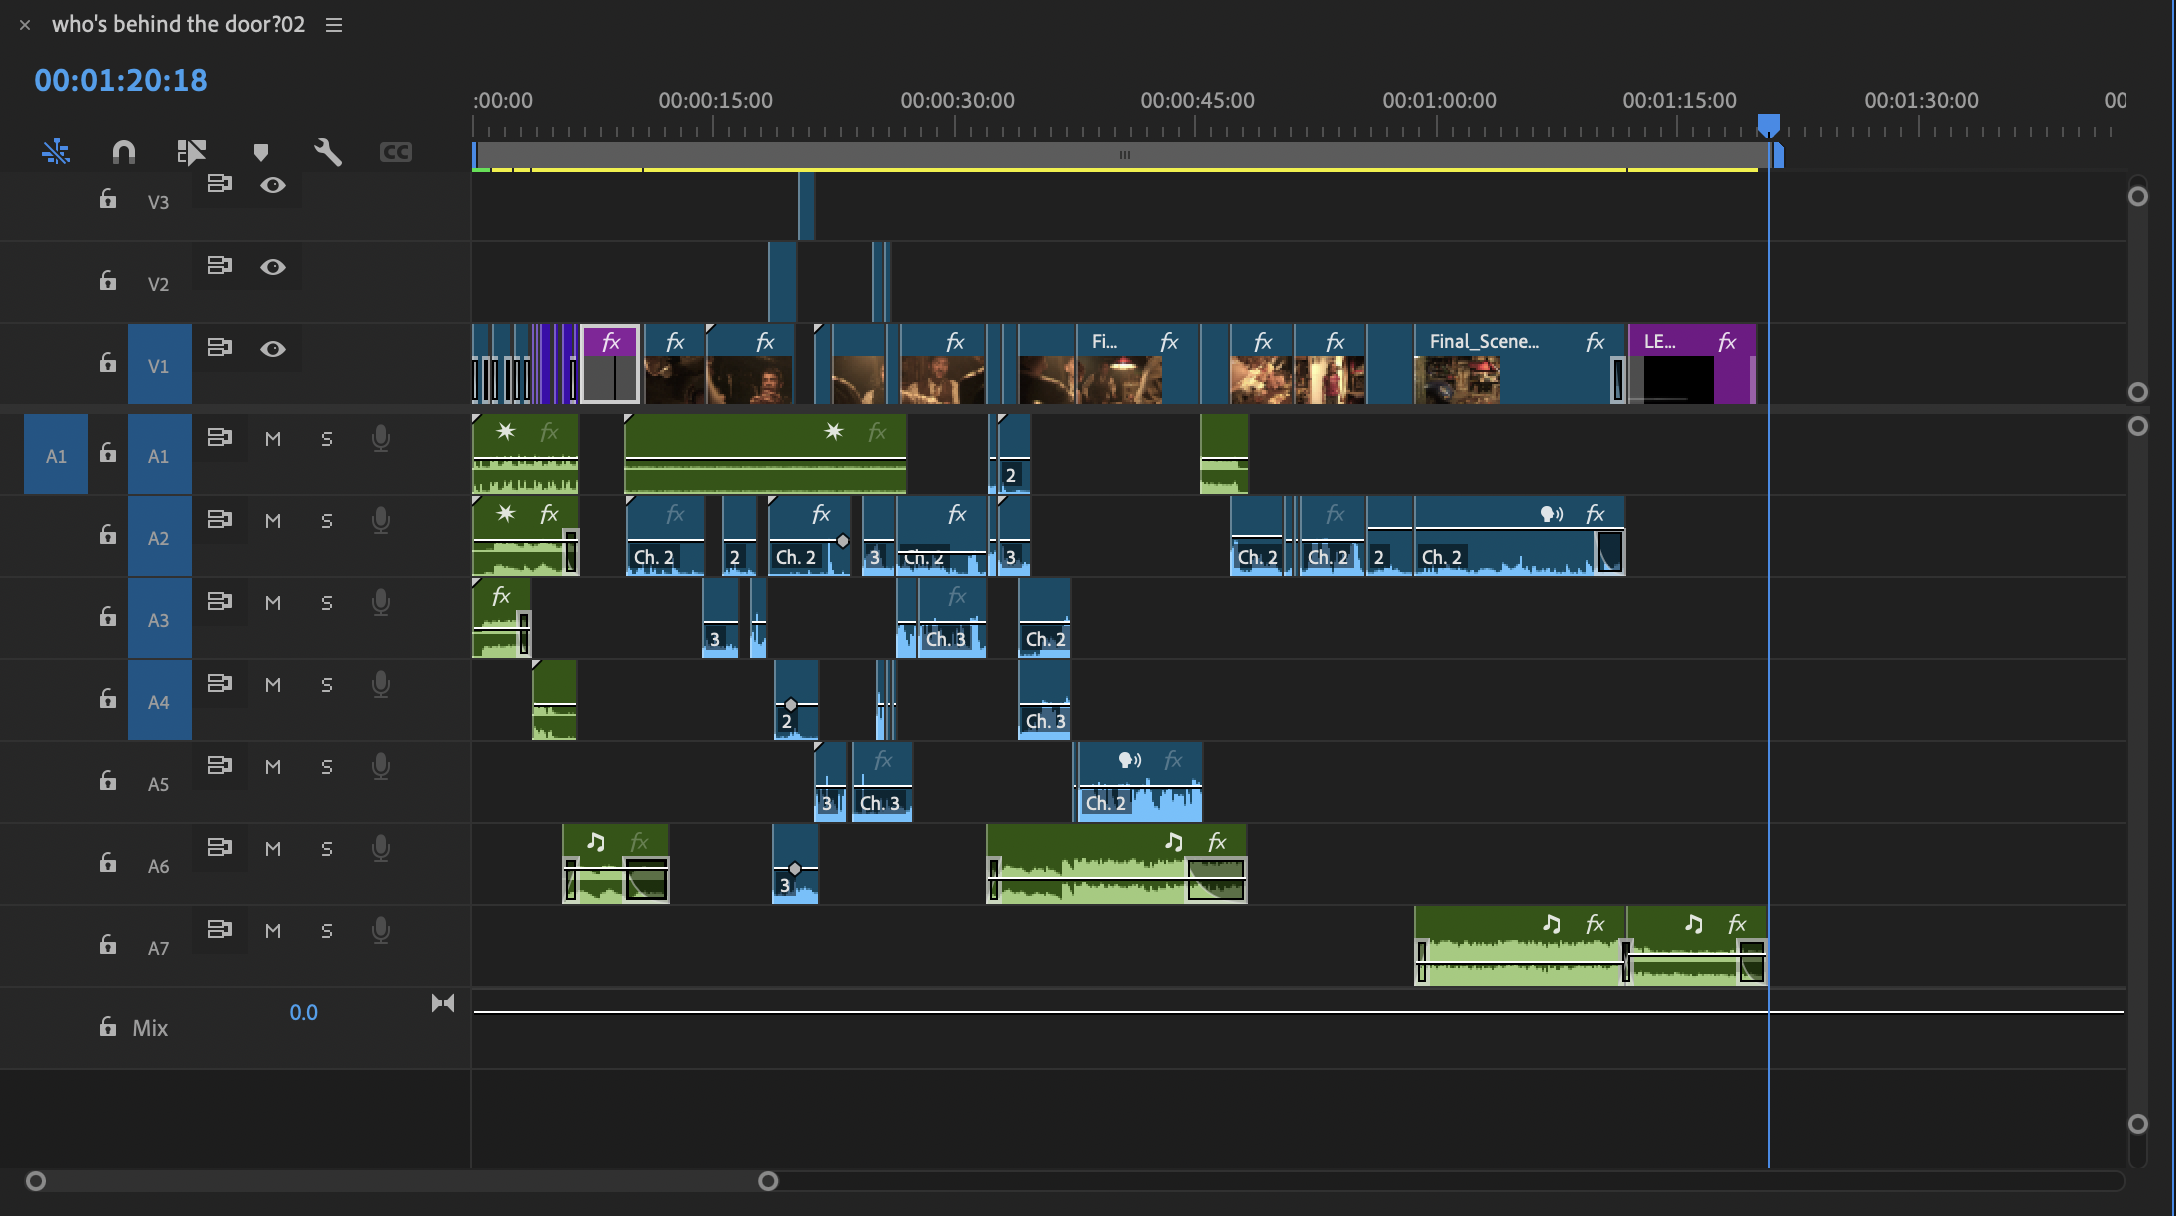 who's behind the door?02
00:01:20:18
:00:00 00:00:15:00 00:00:30:00 00:00:45:00 00:01:00:00 00:01:15:00 00:01:30:00 00
CC
V3
V2
V1 fx fx fx fx Fi... fx fx fx Final_Scene... fx LE... fx
A1 A1 M S fx fx 2
A2 M S fx fx Ch. 2 2 fx Ch. 2 3 fx Ch. 2 3 Ch. 2 fx Ch. 2 2 fx Ch. 2
A3 M S fx 3 fx Ch. 3 Ch. 2
A4 M S 2 Ch. 3
A5 M S 3 fx Ch. 3 fx Ch. 2
A6 M S fx 3 fx
A7 M S fx fx
Mix 0.0